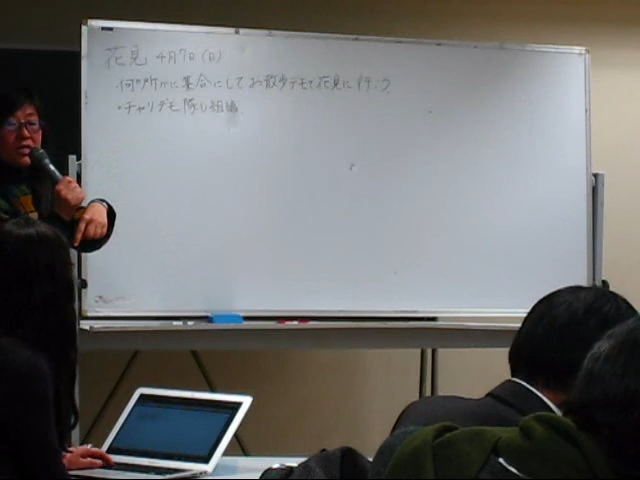 花見 4月7日(日)
何ヶ所かに集合にしてお散歩デモで花見に行こう
・チャリデモ隊も組織